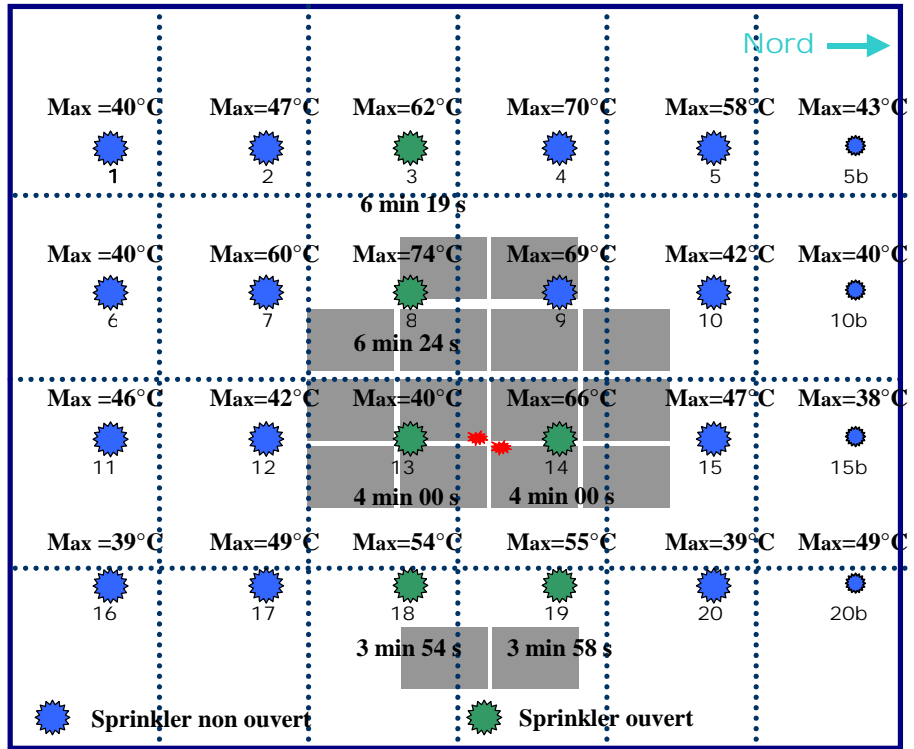 Nord
Max =40°C Max=47°C Max=62°C Max=70°C Max=58°C Max=43°C
1 2 3 4 5 5b
6 min 19 s
Max =40°C Max=60°C Max=74°C Max=69°C Max=42°C Max=40°C
6 7 8 9 10 10b
6 min 24 s
Max =46°C Max=42°C Max=40°C Max=66°C Max=47°C Max=38°C
11 12 13 14 15 15b
4 min 00 s 4 min 00 s
Max =39°C Max=49°C Max=54°C Max=55°C Max=39°C Max=49°C
16 17 18 19 20 20b
3 min 54 s 3 min 58 s
Sprinkler non ouvert Sprinkler ouvert